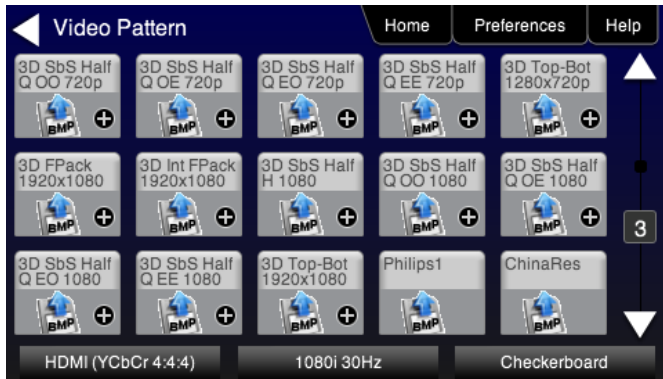 Video Pattern
Home
Preferences
Help
3D SbS Half
Q OO 720p
3D SbS Half
Q OE 720p
3D SbS Half
Q EO 720p
3D SbS Half
Q EE 720p
3D Top-Bot
1280x720p
BMP
BMP
BMP
BMP
BMP
3D FPack
1920x1080
3D Int FPack
1920x1080
3D SbS Half
H 1080
3D SbS Half
Q OO 1080
3D SbS Half
Q OE 1080
BMP
BMP
BMP
BMP
BMP
3
3D SbS Half
Q EO 1080
3D SbS Half
Q EE 1080
3D Top-Bot
1920x1080
Philips1
ChinaRes
BMP
BMP
BMP
BMP
BMP
HDMI (YCbCr 4:4:4)
1080i 30Hz
Checkerboard